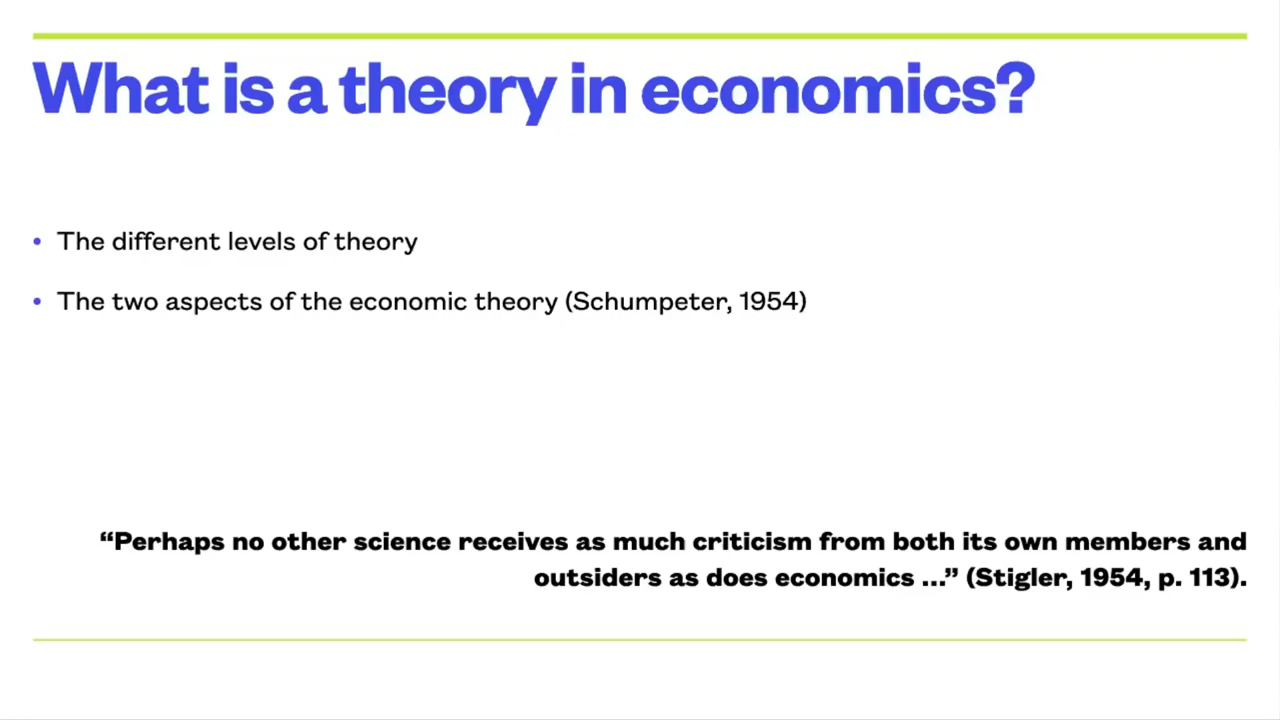 What is a theory in economics?
• The different levels of theory
• The two aspects of the economic theory (Schumpeter, 1954)
“Perhaps no other science receives as much criticism from both its own members and
outsiders as does economics ...” (Stigler, 1954, p. 113).